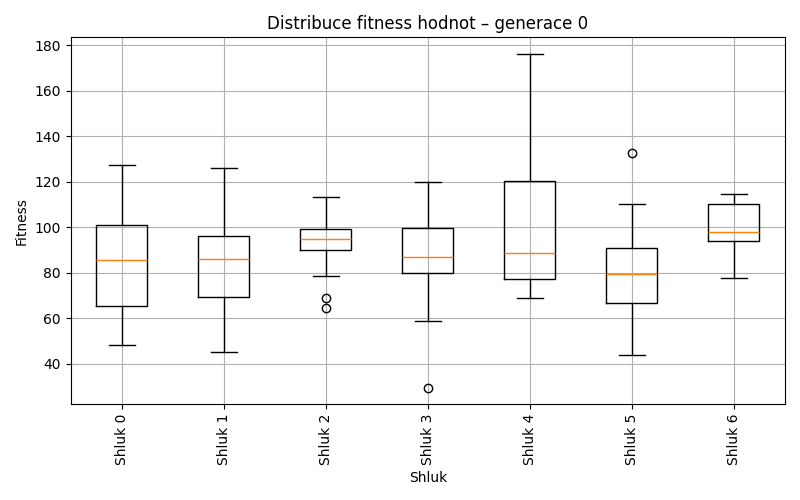 Distribuce fitness hodnot – generace 0
Fitness
180
160
140
120
100
80
60
40
Shluk 0
Shluk 1
Shluk 2
Shluk 3
Shluk 4
Shluk 5
Shluk 6
Shluk